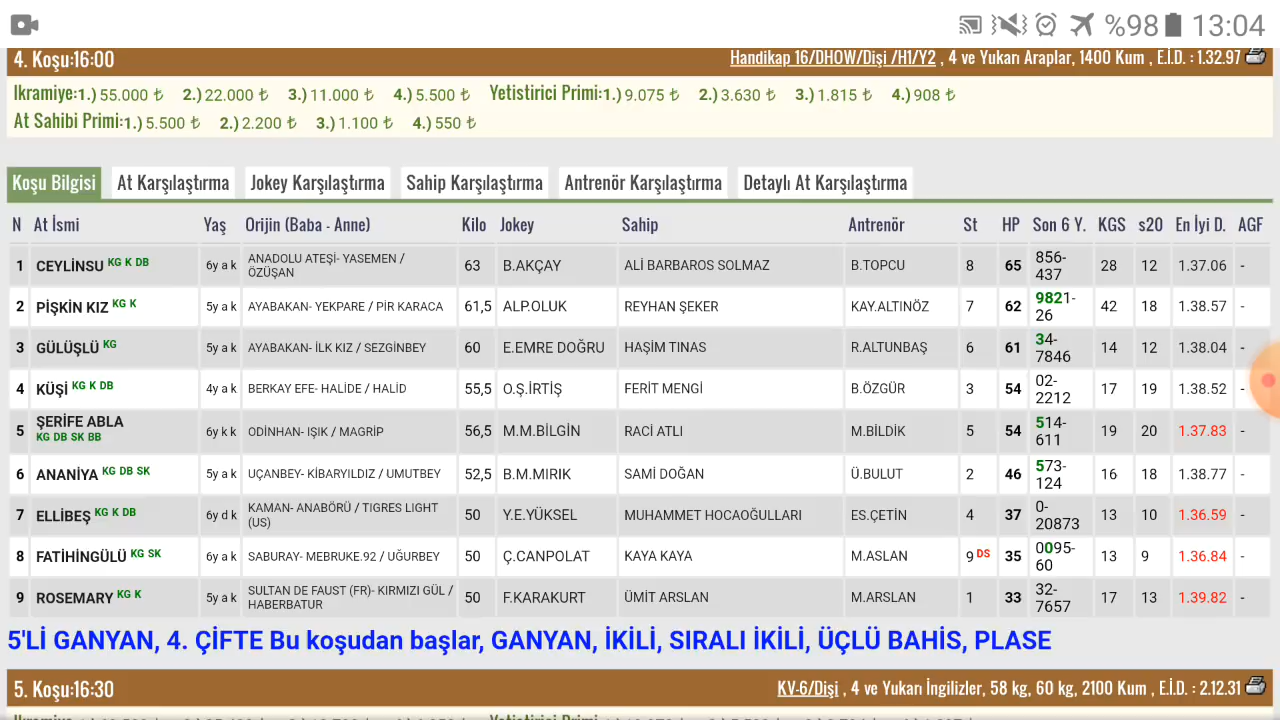 %98 13:04
4. Koşu:16:00 Handikap 16/DHOW/Dişi /H1/Y2 , 4 ve Yukarı Araplar, 1400 Kum , E.İ.D. : 1.32.97
Ikramiye:1.) 55.000 ₺ 2.) 22.000 ₺ 3.) 11.000 ₺ 4.) 5.500 ₺ Yetistirici Primi:1.) 9.075 ₺ 2.) 3.630 ₺ 3.) 1.815 ₺ 4.) 908 ₺
At Sahibi Primi:1.) 5.500 ₺ 2.) 2.200 ₺ 3.) 1.100 ₺ 4.) 550 ₺
Koşu Bilgisi At Karşılaştırma Jokey Karşılaştırma Sahip Karşılaştırma Antrenör Karşılaştırma Detaylı At Karşılaştırma
N At İsmi Yaş Orijin (Baba - Anne) Kilo Jokey Sahip Antrenör St HP Son 6 Y. KGS s20 En İyi D. AGF
1 CEYLİNSU KG K DB 6y a k ANADOLU ATEŞİ- YASEMEN / ÖZÜŞAN 63 B.AKÇAY ALİ BARBAROS SOLMAZ B.TOPCU 8 65 856-437 28 12 1.37.06 -
2 PİŞKİN KIZ KG K 5y a k AYABAKAN- YEKPARE / PİR KARACA 61,5 ALP.OLUK REYHAN ŞEKER KAY.ALTINÖZ 7 62 9821-26 42 18 1.38.57 -
3 GÜLÜŞLÜ KG 5y a k AYABAKAN- İLK KIZ / SEZGİNBEY 60 E.EMRE DOĞRU HAŞİM TINAS R.ALTUNBAŞ 6 61 34-7846 14 12 1.38.04 -
4 KÜŞİ KG K DB 4y a k BERKAY EFE- HALİDE / HALİD 55,5 O.Ş.İRTİŞ FERİT MENGİ B.ÖZGÜR 3 54 02-2212 17 19 1.38.52 -
5 ŞERİFE ABLA KG DB SK BB 6y k k ODİNHAN- IŞIK / MAGRİP 56,5 M.M.BİLGİN RACİ ATLI M.BİLDİK 5 54 514-611 19 20 1.37.83 -
6 ANANİYA KG DB SK 5y a k UÇANBEY- KİBARYILDIZ / UMUTBEY 52,5 B.M.MIRIK SAMİ DOĞAN Ü.BULUT 2 46 573-124 16 18 1.38.77 -
7 ELLİBEŞ KG K DB 6y d k KAMAN- ANABÖRÜ / TIGRES LIGHT (US) 50 Y.E.YÜKSEL MUHAMMET HOCAOĞULLARI ES.ÇETİN 4 37 0-20873 13 10 1.36.59 -
8 FATİHİNGÜLÜ KG SK 6y a k SABURAY- MEBRUKE.92 / UĞURBEY 50 Ç.CANPOLAT KAYA KAYA M.ASLAN 9 DS 35 0095-60 13 9 1.36.84 -
9 ROSEMARY KG K 5y a k SULTAN DE FAUST (FR)- KIRMIZI GÜL / HABERBATUR 50 F.KARAKURT ÜMİT ARSLAN M.ARSLAN 1 33 32-7657 17 13 1.39.82 -
5'Lİ GANYAN, 4. ÇİFTE Bu koşudan başlar, GANYAN, İKİLİ, SIRALI İKİLİ, ÜÇLÜ BAHİS, PLASE
5. Koşu:16:30 KV-6/Dişi , 4 ve Yukarı İngilizler, 58 kg, 60 kg, 2100 Kum , E.İ.D. : 2.12.31